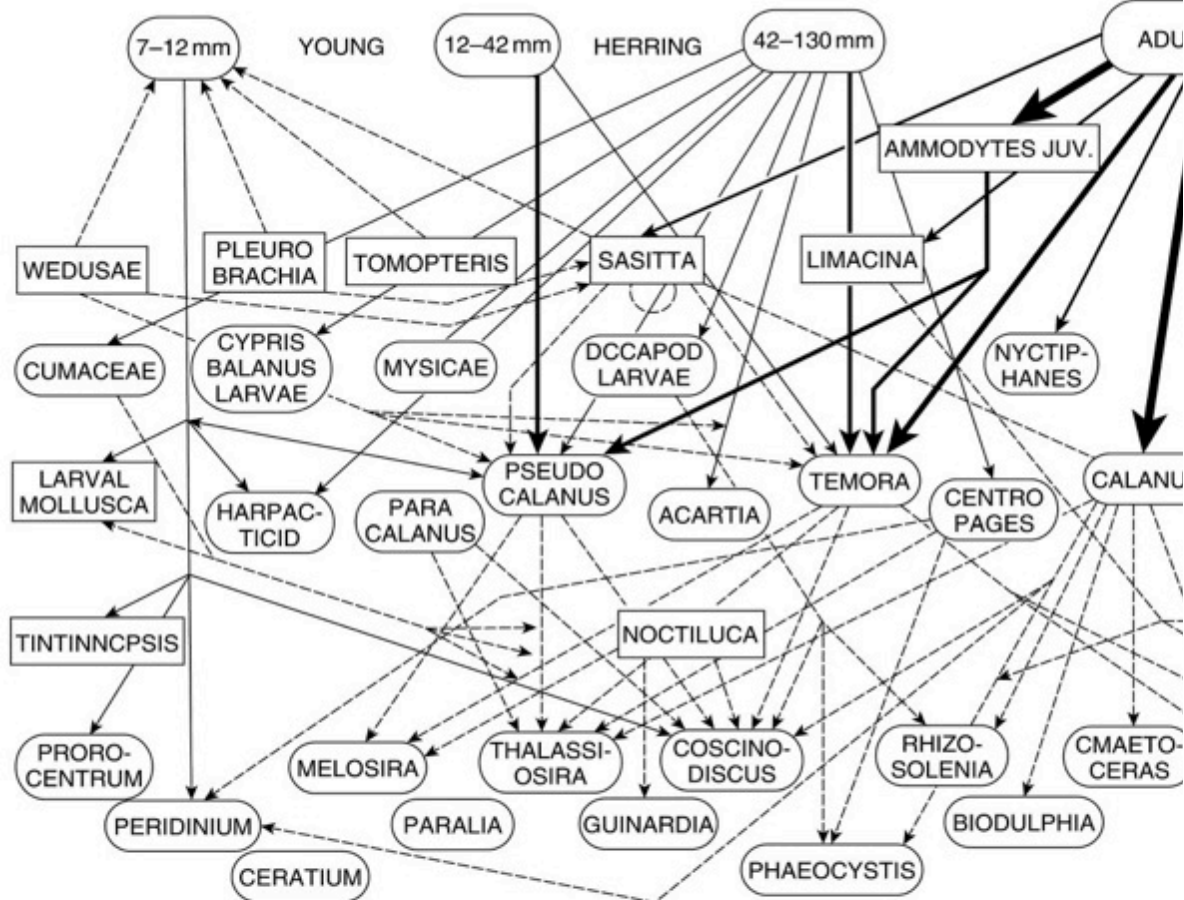 7–12 mm
YOUNG
12–42 mm
HERRING
42–130 mm
ADU
AMMODYTES JUV.
WEDUSAE
PLEURO
BRACHIA
TOMOPTERIS
SASITTA
LIMACINA
CUMACEAE
CYPRIS
BALANUS
LARVAE
MYSICAE
DCCAPOD
LARVAE
NYCTIP-
HANES
LARVAL
MOLLUSCA
HARPAC-
TICID
PARA
CALANUS
PSEUDO
CALANUS
ACARTIA
TEMORA
CENTRO
PAGES
CALANU
TINTINNCPSIS
NOCTILUCA
PRORO-
CENTRUM
MELOSIRA
THALASSI-
OSIRA
COSCINO-
DISCUS
RHIZO-
SOLENIA
CMAETO-
CERAS
PERIDINIUM
PARALIA
GUINARDIA
BIODULPHIA
CERATIUM
PHAEOCYSTIS